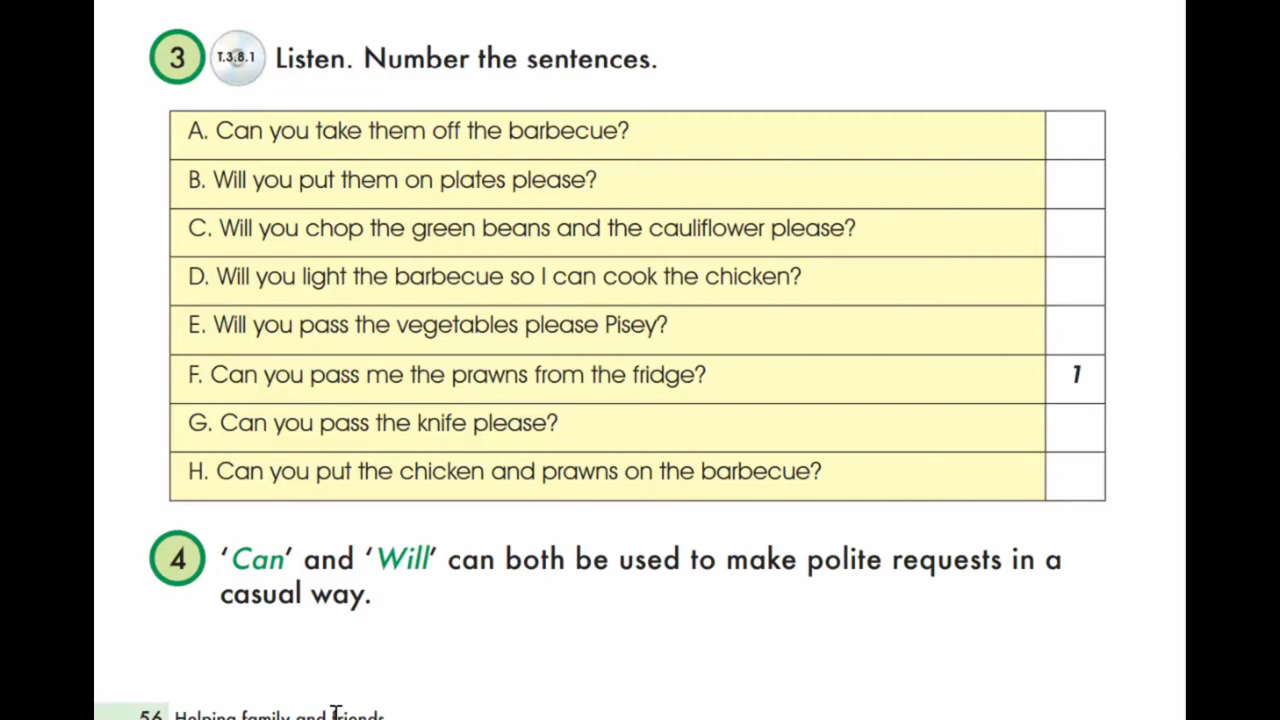 3 T.3.8.1 Listen. Number the sentences.
A. Can you take them off the barbecue?
B. Will you put them on plates please?
C. Will you chop the green beans and the cauliflower please?
D. Will you light the barbecue so I can cook the chicken?
E. Will you pass the vegetables please Pisey?
F. Can you pass me the prawns from the fridge? 1
G. Can you pass the knife please?
H. Can you put the chicken and prawns on the barbecue?
4 ‘Can’ and ‘Will’ can both be used to make polite requests in a
casual way.
56 Helping family and friends